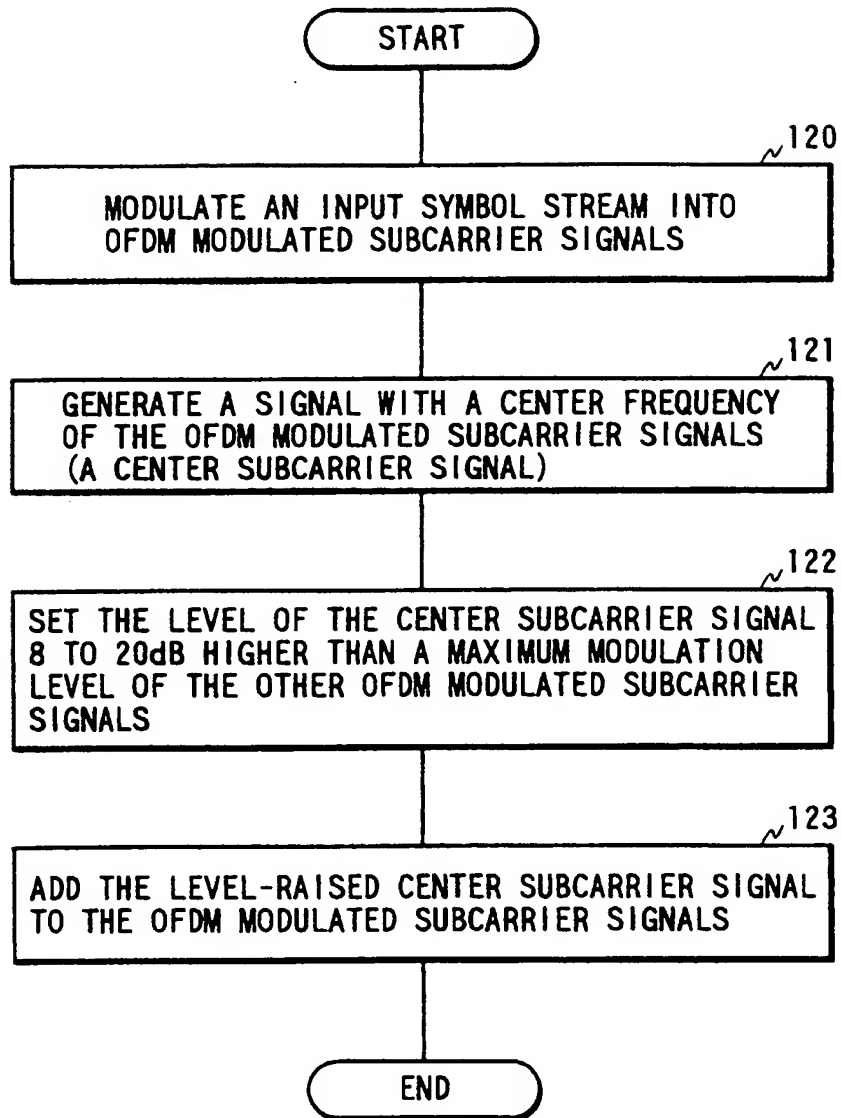 START
120
MODULATE AN INPUT SYMBOL STREAM INTO
OFDM MODULATED SUBCARRIER SIGNALS
121
GENERATE A SIGNAL WITH A CENTER FREQUENCY
OF THE OFDM MODULATED SUBCARRIER SIGNALS
(A CENTER SUBCARRIER SIGNAL)
122
SET THE LEVEL OF THE CENTER SUBCARRIER SIGNAL
8 TO 20dB HIGHER THAN A MAXIMUM MODULATION
LEVEL OF THE OTHER OFDM MODULATED SUBCARRIER
SIGNALS
123
ADD THE LEVEL-RAISED CENTER SUBCARRIER SIGNAL
TO THE OFDM MODULATED SUBCARRIER SIGNALS
END